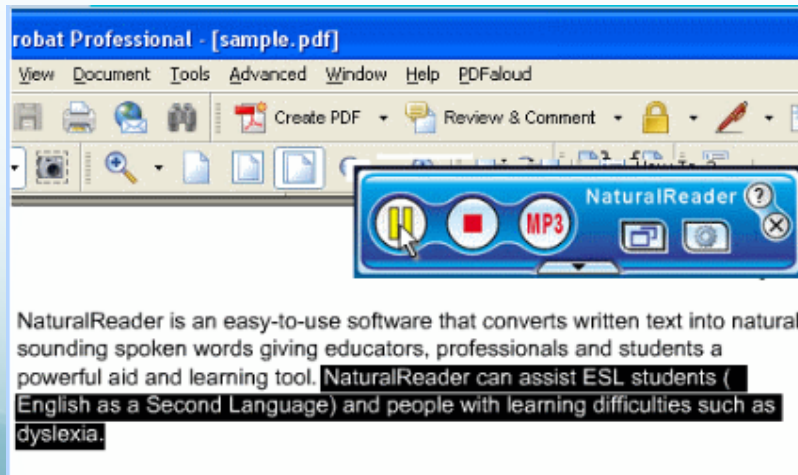 robat Professional - [sample.pdf]
View Document Tools Advanced Window Help PDFaloud
Create PDF Review & Comment
NaturalReader ?
MP3
NaturalReader is an easy-to-use software that converts written text into natural
sounding spoken words giving educators, professionals and students a
powerful aid and learning tool. NaturalReader can assist ESL students (
English as a Second Language) and people with learning difficulties such as
dyslexia.